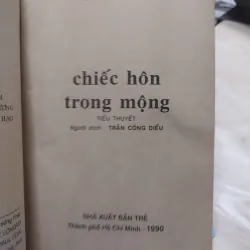 chiếc hôn
trong mộng
TIỂU THUYẾT
Người dịch: TRẦN CÔNG DIẾU
NHÀ XUẤT BẢN TRẺ
Thành phố Hồ Chí Minh - 1990